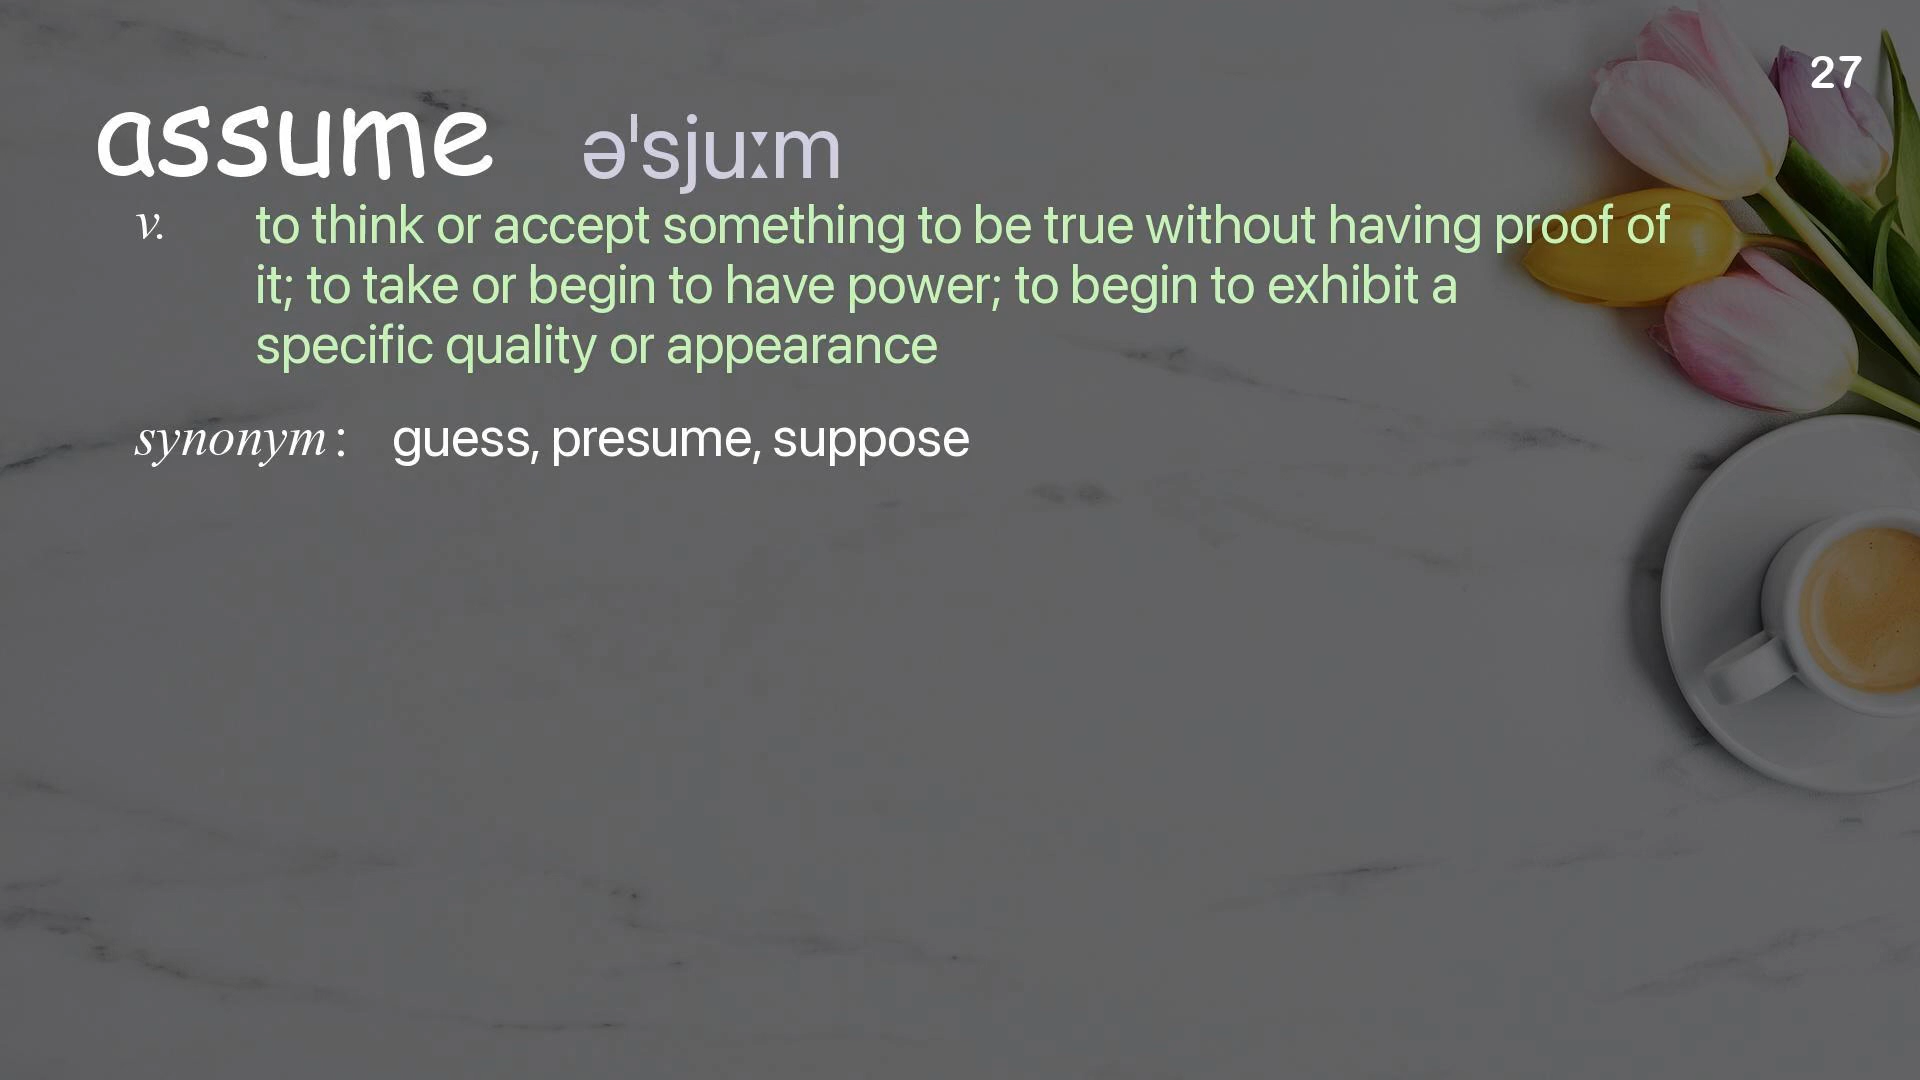 27
assume əˈsjuːm
v. to think or accept something to be true without having proof of
it; to take or begin to have power; to begin to exhibit a
specific quality or appearance
synonym : guess, presume, suppose